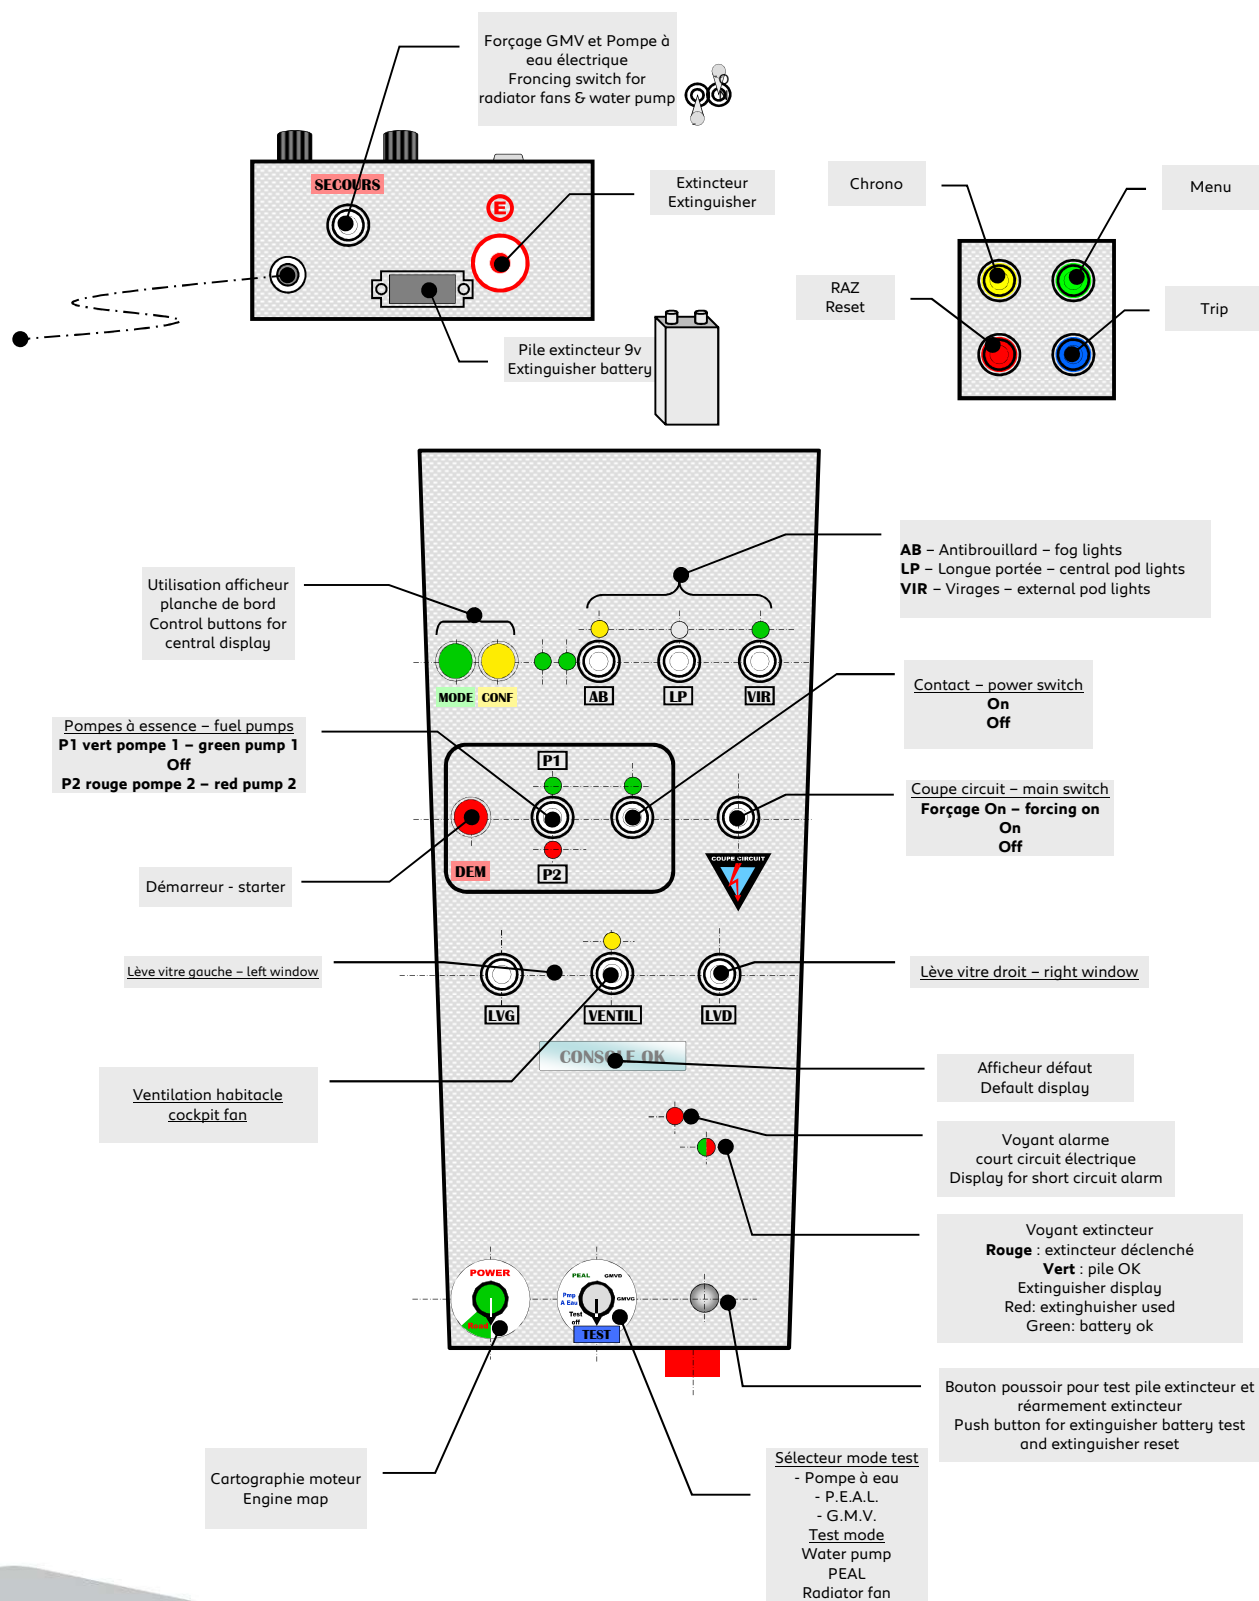 Forçage GMV et Pompe à
eau électrique
Froncing switch for
radiator fans & water pump
SECOURS
E
Extincteur
Extinguisher
Pile extincteur 9v
Extinguisher battery
Chrono
Menu
RAZ
Reset
Trip
AB – Antibrouillard – fog lights
LP – Longue portée – central pod lights
VIR – Virages – external pod lights
Utilisation afficheur
planche de bord
Control buttons for
central display
MODE
CONF
AB
LP
VIR
Contact – power switch
On
Off
Pompes à essence – fuel pumps
P1 vert pompe 1 – green pump 1
Off
P2 rouge pompe 2 – red pump 2
P1
P2
DEM
COUPE CIRCUIT
Coupe circuit – main switch
Forçage On – forcing on
On
Off
Démarreur - starter
Lève vitre gauche – left window
Lève vitre droit – right window
LVG
VENTIL
LVD
CONSOLE OK
Ventilation habitacle
cockpit fan
Afficheur défaut
Default display
Voyant alarme
court circuit électrique
Display for short circuit alarm
Voyant extincteur
Rouge : extincteur déclenché
Vert : pile OK
Extinguisher display
Red: extinghuisher used
Green: battery ok
POWER
Road
PEAL
GMVD
GMVG
Pmp
A Eau
Test
off
TEST
Bouton poussoir pour test pile extincteur et
réarmement extincteur
Push button for extinguisher battery test
and extinguisher reset
Cartographie moteur
Engine map
Sélecteur mode test
- Pompe à eau
- P.E.A.L.
- G.M.V.
Test mode
Water pump
PEAL
Radiator fan